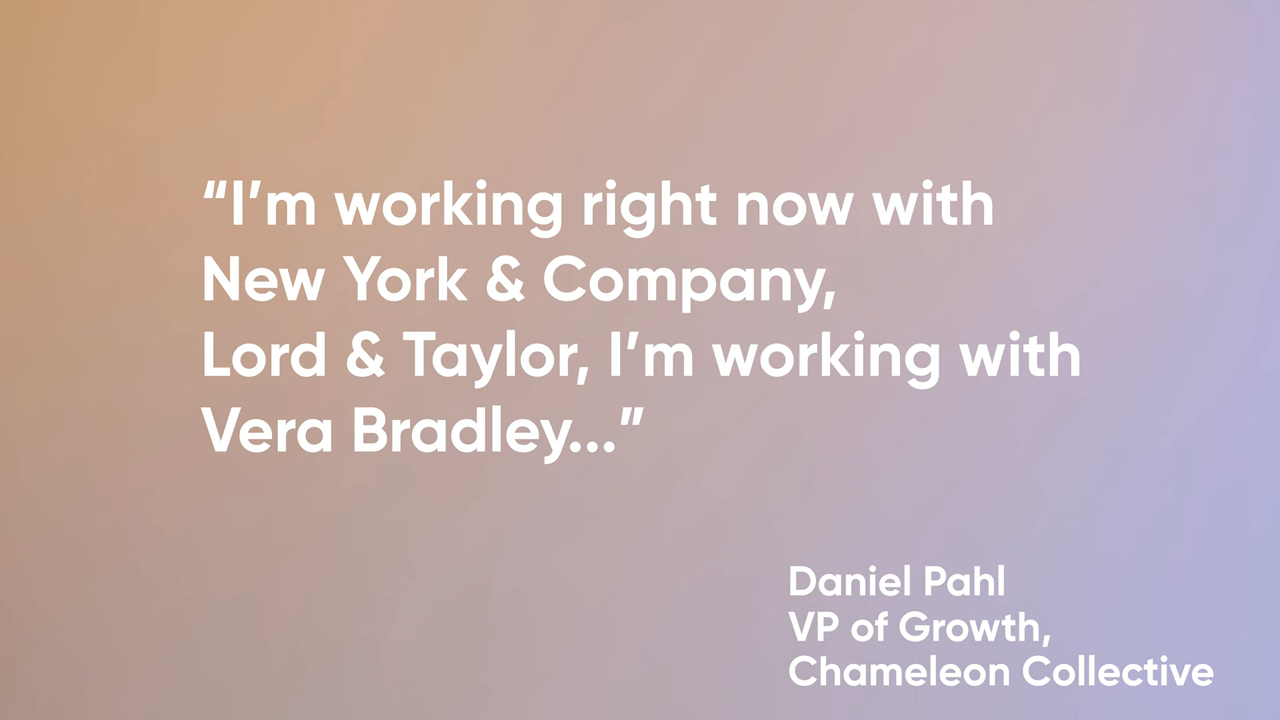 “I’m working right now with
New York & Company,
Lord & Taylor, I’m working with
Vera Bradley...”
Daniel Pahl
VP of Growth,
Chameleon Collective